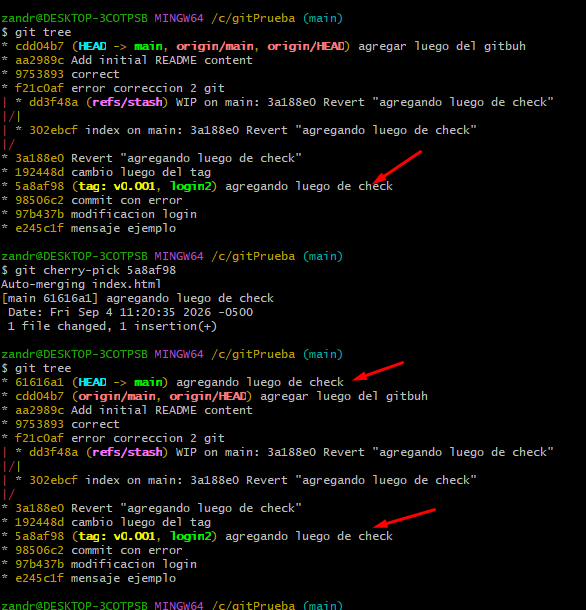 zandr@DESKTOP-3COTPSB MINGW64 /c/gitPrueba (main)
$ git tree
* cdd04b7 (HEAD -> main, origin/main, origin/HEAD) agregar luego del gitbuh
* aa2989c Add initial README content
* 9753893 correct
* f21c0af error correccion 2 git
| * dd3f48a (refs/stash) WIP on main: 3a188e0 Revert "agregando luego de check"
|/|
| * 302ebcf index on main: 3a188e0 Revert "agregando luego de check"
|/
* 3a188e0 Revert "agregando luego de check"
* 192448d cambio luego del tag
* 5a8af98 (tag: v0.001, login2) agregando luego de check
* 98506c2 commit con error
* 97b437b modificacion login
* e245c1f mensaje ejemplo
zandr@DESKTOP-3COTPSB MINGW64 /c/gitPrueba (main)
$ git cherry-pick 5a8af98
Auto-merging index.html
[main 61616a1] agregando luego de check
 Date: Fri Sep 4 11:20:35 2026 -0500
 1 file changed, 1 insertion(+)
zandr@DESKTOP-3COTPSB MINGW64 /c/gitPrueba (main)
$ git tree
* 61616a1 (HEAD -> main) agregando luego de check
* cdd04b7 (origin/main, origin/HEAD) agregar luego del gitbuh
* aa2989c Add initial README content
* 9753893 correct
* f21c0af error correccion 2 git
| * dd3f48a (refs/stash) WIP on main: 3a188e0 Revert "agregando luego de check"
|/|
| * 302ebcf index on main: 3a188e0 Revert "agregando luego de check"
|/
* 3a188e0 Revert "agregando luego de check"
* 192448d cambio luego del tag
* 5a8af98 (tag: v0.001, login2) agregando luego de check
* 98506c2 commit con error
* 97b437b modificacion login
* e245c1f mensaje ejemplo
zandr@DESKTOP-3COTPSB MINGW64 /c/gitPrueba (main)